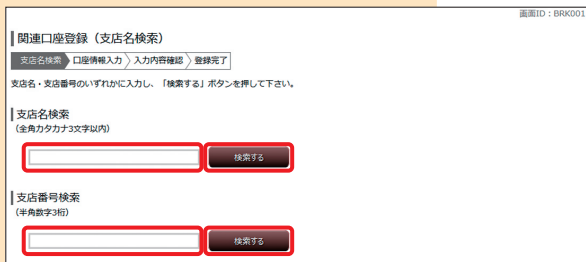 画面ID：BRK001
関連口座登録（支店名検索）
支店名検索 口座情報入力 入力内容確認 登録完了
支店名・支店番号のいずれかに入力し、「検索する」ボタンを押して下さい。
支店名検索
（全角カタカナ3文字以内）
検索する
支店番号検索
（半角数字3桁）
検索する